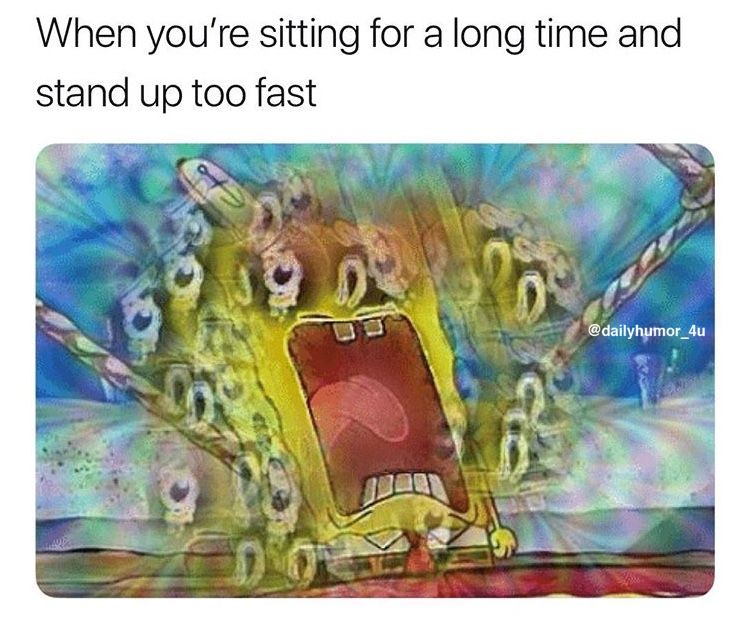 When you’re sitting for a long time and
stand up too fast
@dailyhumor_4u